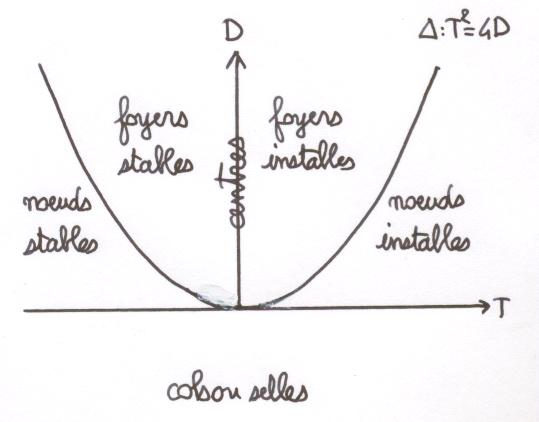 D
Δ:T²=4D
foyers
stables
foyers
instables
centres
noeuds
stables
noeuds
instables
T
cols ou selles